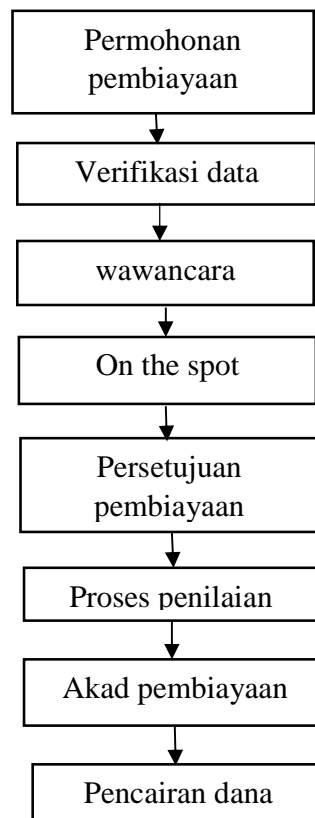 Permohonan
pembiayaan
Verifikasi data
wawancara
On the spot
Persetujuan
pembiayaan
Proses penilaian
Akad pembiayaan
Pencairan dana